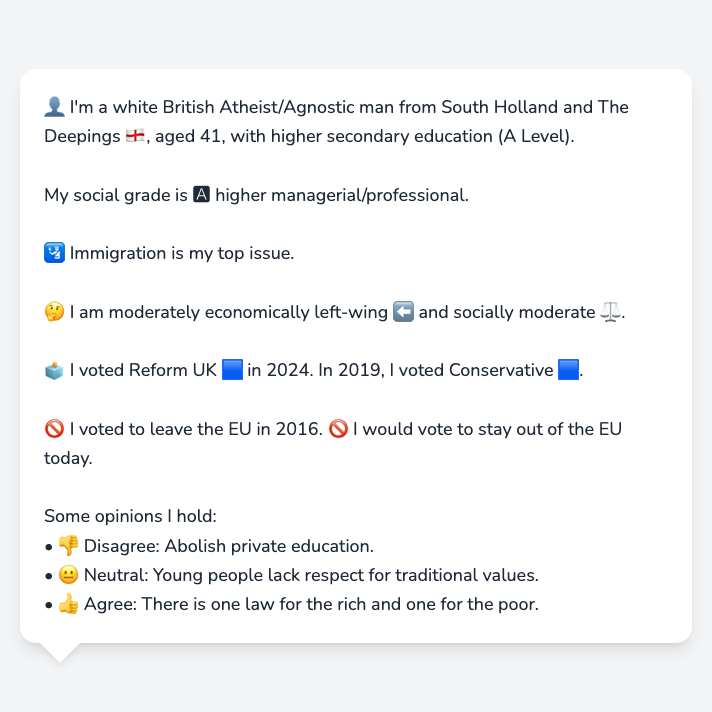 👤 I'm a white British Atheist/Agnostic man from South Holland and The
Deepings 🏴󠁧󠁢󠁥󠁮󠁧󠁿, aged 41, with higher secondary education (A Level).
My social grade is 🅰 higher managerial/professional.
🛂 Immigration is my top issue.
🤔 I am moderately economically left-wing ⬅️ and socially moderate ⚖️.
🗳️ I voted Reform UK 🟦 in 2024. In 2019, I voted Conservative 🟦.
🚫 I voted to leave the EU in 2016. 🚫 I would vote to stay out of the EU
today.
Some opinions I hold:
• 👎 Disagree: Abolish private education.
• 😐 Neutral: Young people lack respect for traditional values.
• 👍 Agree: There is one law for the rich and one for the poor.